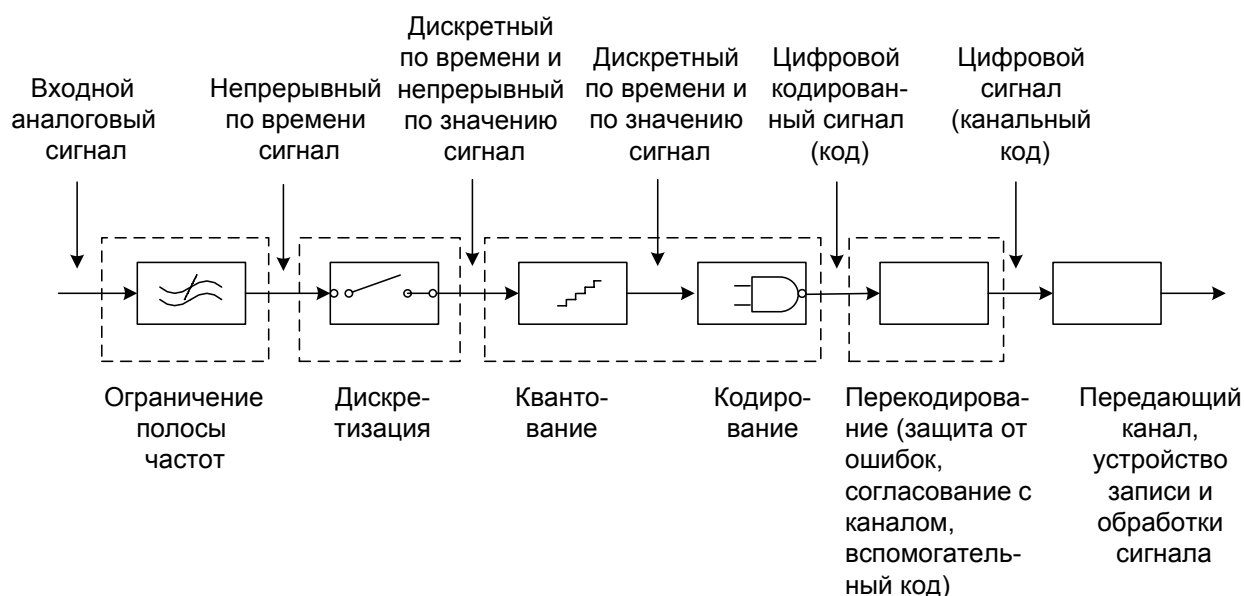 Входной
аналоговый
сигнал
Непрерывный
по времени
сигнал
Дискретный
по времени и
непрерывный
по значению
сигнал
Дискретный
по времени и
по значению
сигнал
Цифровой
кодирован-
ный сигнал
(код)
Цифровой
сигнал
(канальный
код)
Ограничение
полосы
частот
Дискре-
тизация
Кванто-
вание
Кодиро-
вание
Перекодирова-
ние (защита от
ошибок,
согласование с
каналом,
вспомогатель-
ный код)
Передающий
канал,
устройство
записи и
обработки
сигнала